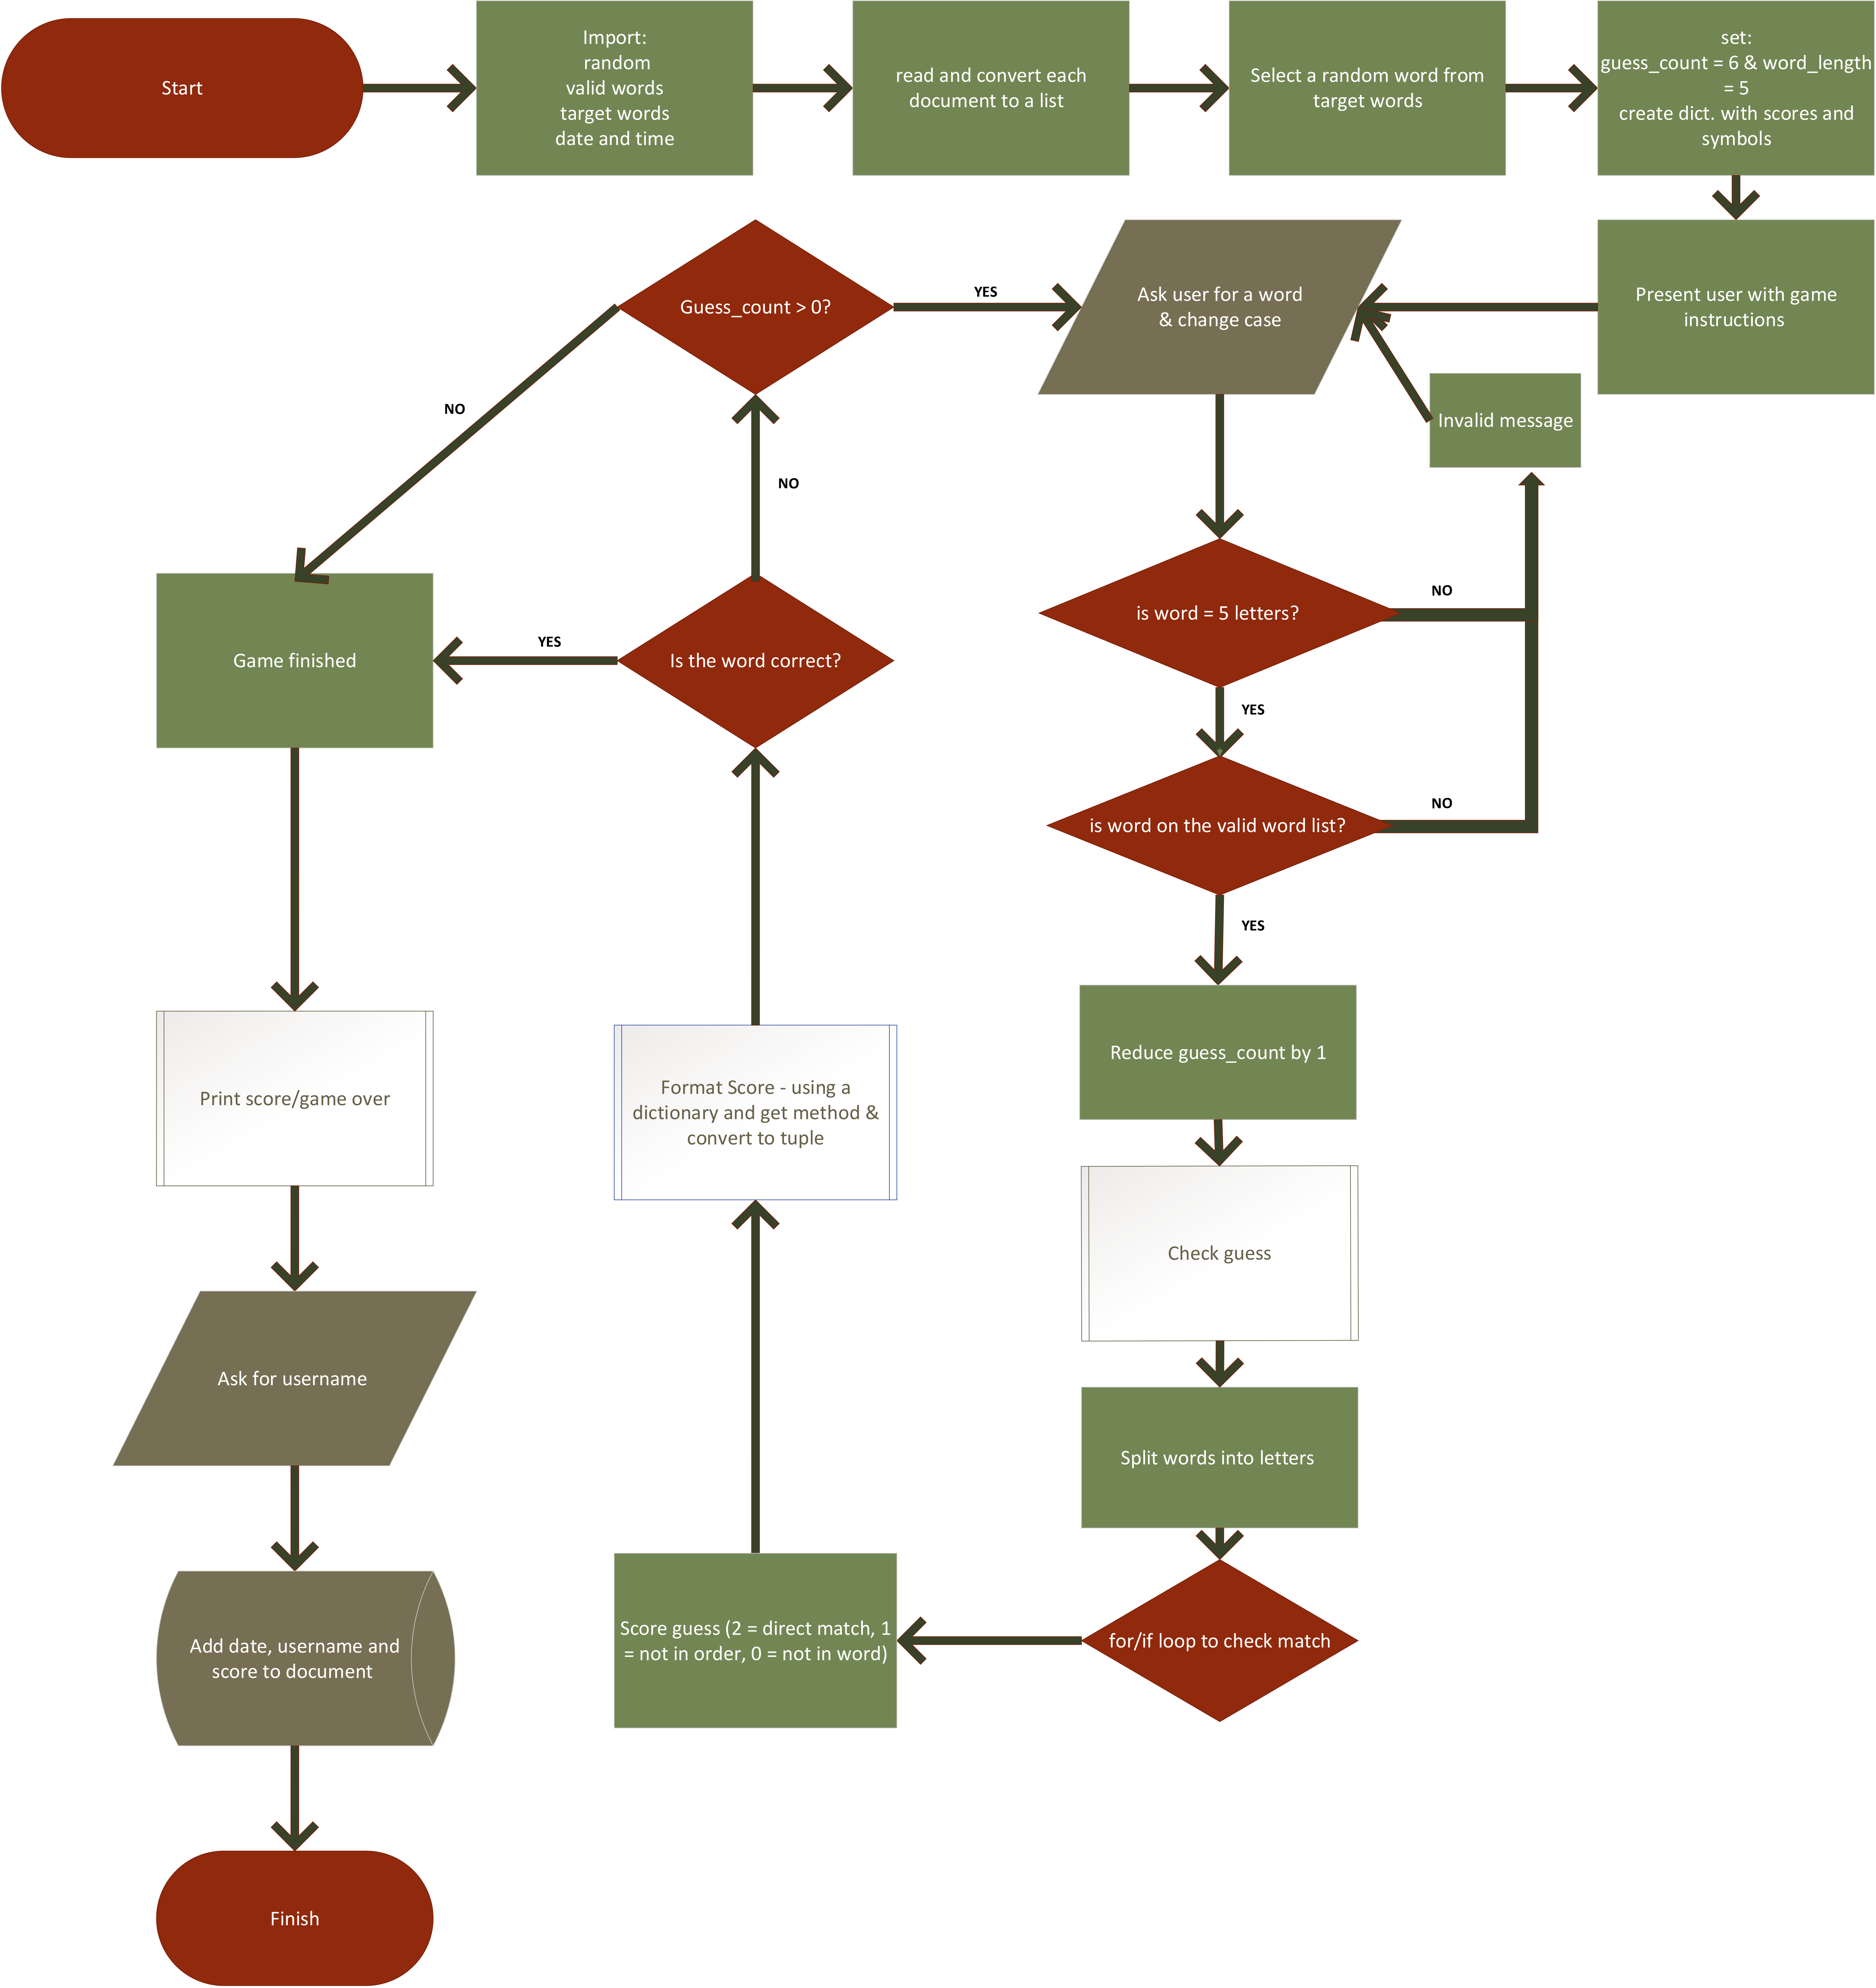 Start
Import:
random
valid words
target words
date and time
read and convert each
document to a list
Select a random word from
target words
set:
guess_count = 6 & word_length
= 5
create dict. with scores and
symbols
Guess_count > 0?
YES
Ask user for a word
& change case
Present user with game
instructions
NO
Invalid message
NO
is word = 5 letters?
NO
Game finished
YES
Is the word correct?
YES
is word on the valid word list?
NO
YES
Print score/game over
Format Score - using a
dictionary and get method &
convert to tuple
Reduce guess_count by 1
Check guess
Ask for username
Split words into letters
Add date, username and
score to document
Score guess (2 = direct match, 1
= not in order, 0 = not in word)
for/if loop to check match
Finish